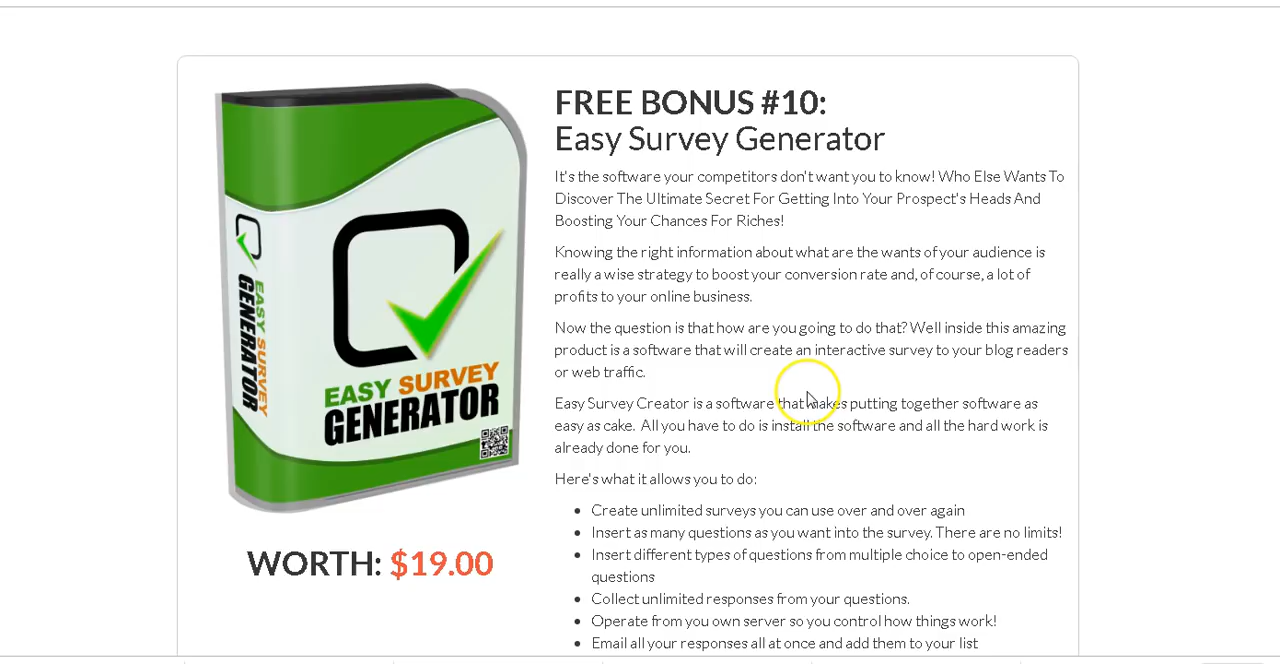 FREE BONUS #10:
Easy Survey Generator
It's the software your competitors don't want you to know! Who Else Wants To
Discover The Ultimate Secret For Getting Into Your Prospect's Heads And
Boosting Your Chances For Riches!
Knowing the right information about what are the wants of your audience is
really a wise strategy to boost your conversion rate and, of course, a lot of
profits to your online business.
Now the question is that how are you going to do that? Well inside this amazing
product is a software that will create an interactive survey to your blog readers
or web traffic.
Easy Survey Creator is a software that makes putting together software as
easy as cake. All you have to do is install the software and all the hard work is
already done for you.
Here's what it allows you to do:
• Create unlimited surveys you can use over and over again
• Insert as many questions as you want into the survey. There are no limits!
• Insert different types of questions from multiple choice to open-ended
questions
• Collect unlimited responses from your questions.
• Operate from you own server so you control how things work!
• Email all your responses all at once and add them to your list
EASY SURVEY
GENERATOR
EASY SURVEY
GENERATOR
WORTH: $19.00